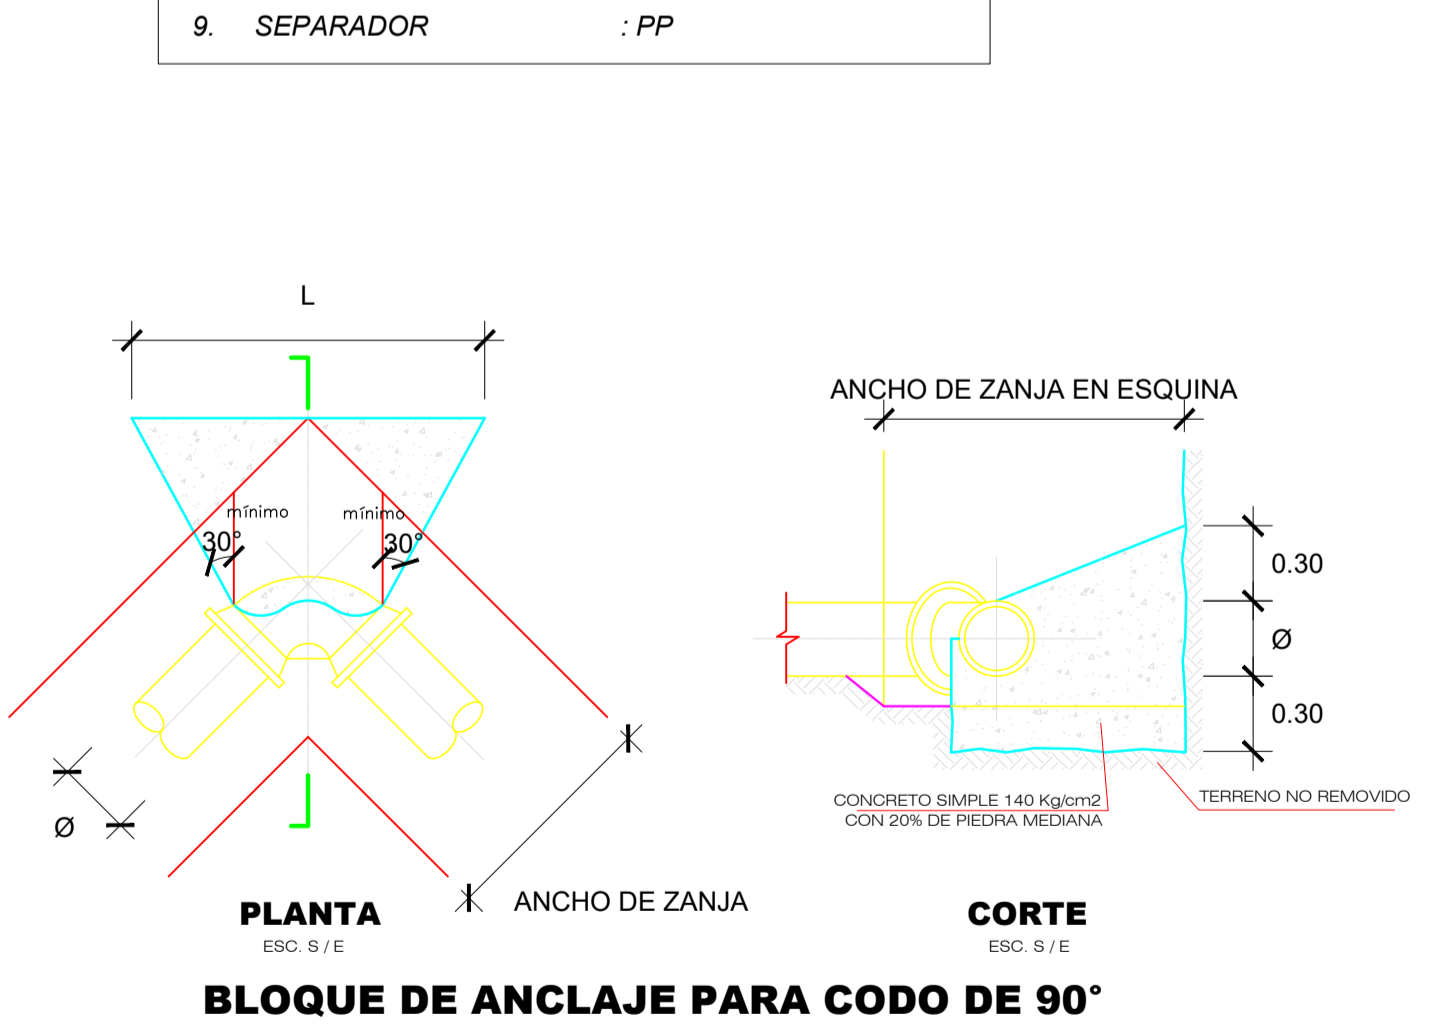 9. SEPARADOR : PP
L
mínimo mínimo
30° 30°
Ø
ANCHO DE ZANJA
PLANTA
ESC. S / E
ANCHO DE ZANJA EN ESQUINA
0.30
Ø
0.30
CONCRETO SIMPLE 140 Kg/cm2
CON 20% DE PIEDRA MEDIANA
TERRENO NO REMOVIDO
CORTE
ESC. S / E
BLOQUE DE ANCLAJE PARA CODO DE 90°